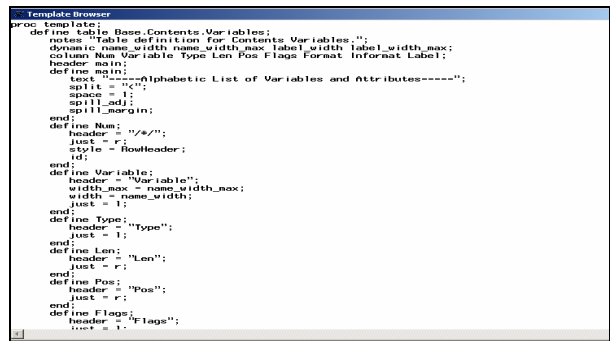 Template Browser
proc template;
define table Base.Contents.Variables;
notes "Table definition for Contents Variables.";
dynamic name_width name_width_max label_width label_width_max;
column Num Variable Type Len Pos Flags Format Informat Label;
header main;
define main;
text "-----Alphabetic List of Variables and Attributes-----";
split = "<";
space = 1;
spill_adj;
spill_margin;
end;
define Num;
header = "/#/";
just = r;
style = RowHeader;
id;
end;
define Variable;
header = "Variable";
width_max = name_width_max;
width = name_width;
just = l;
end;
define Type;
header = "Type";
just = l;
end;
define Len;
header = "Len";
just = r;
end;
define Pos;
header = "Pos";
just = r;
end;
define Flags;
header = "Flags";
just = l;